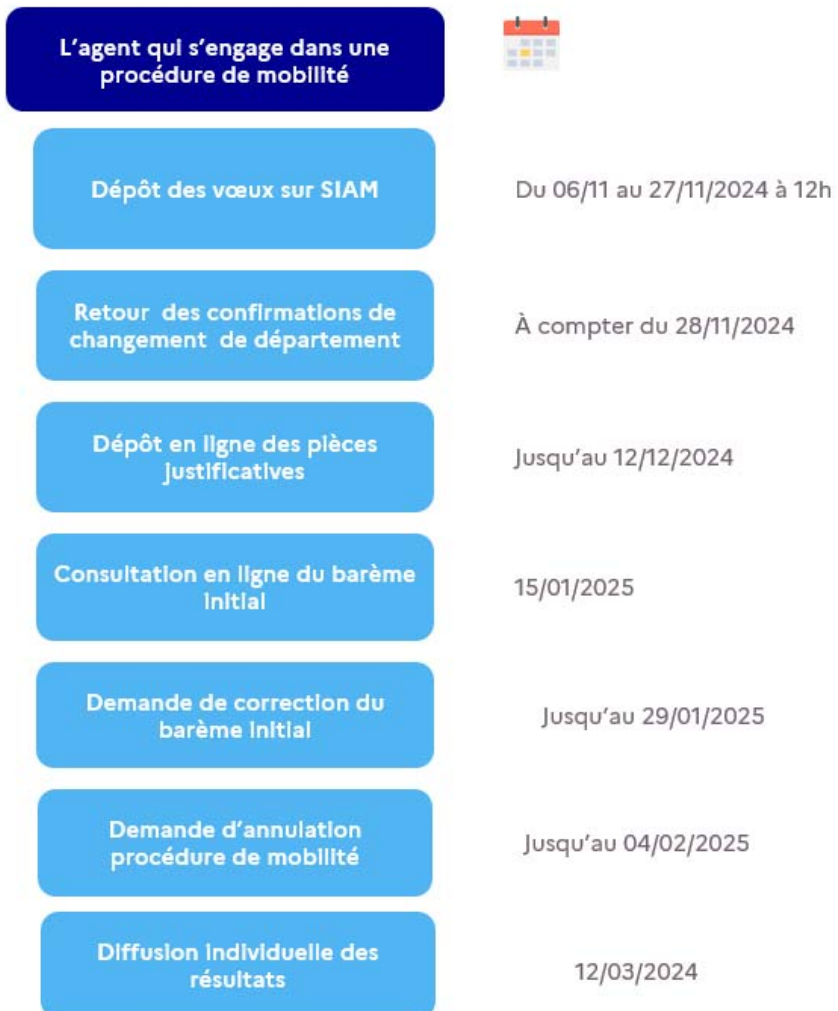 L'agent qui s'engage dans une
procédure de mobilité
Dépôt des vœux sur SIAM
Du 06/11 au 27/11/2024 à 12h
Retour des confirmations de
changement de département
À compter du 28/11/2024
Dépôt en ligne des pièces
justificatives
Jusqu'au 12/12/2024
Consultation en ligne du barème
initial
15/01/2025
Demande de correction du
barème initial
Jusqu'au 29/01/2025
Demande d'annulation
procédure de mobilité
Jusqu'au 04/02/2025
Diffusion individuelle des
résultats
12/03/2024